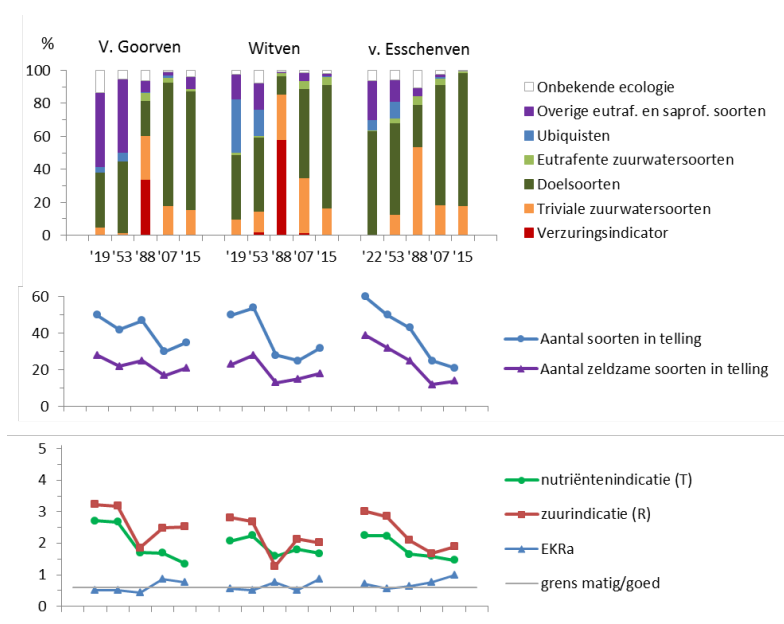 % V. Goorven Witven v. Esschenven
100
80
60
40
20
0
'19 '53 '88 '07 '15 '19 '53 '88 '07 '15 '22 '53 '88 '07 '15
Onbekende ecologie
Overige eutraf. en saprof. soorten
Ubiquisten
Eutrafente zuurwatersoorten
Doelsoorten
Triviale zuurwatersoorten
Verzuringsindicator
60
40
20
0
Aantal soorten in telling
Aantal zeldzame soorten in telling
5
4
3
2
1
0
nutriëntenindicatie (T)
zuurindicatie (R)
EKRa
grens matig/goed